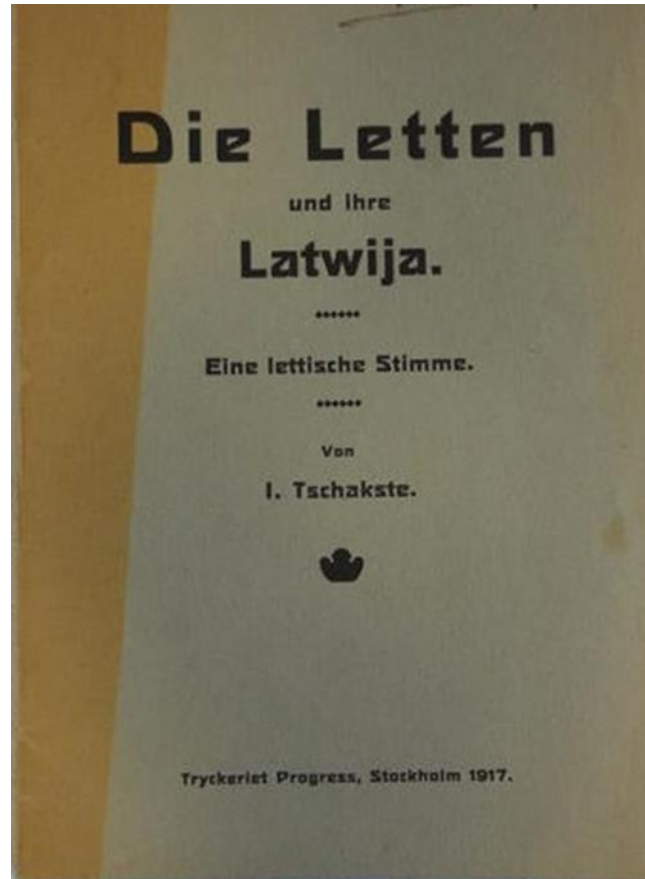 Die Letten
und ihre
Latwija.
Eine lettische Stimme.
Von
I. Tschakste.
Tryckeriet Progress, Stockholm 1917.